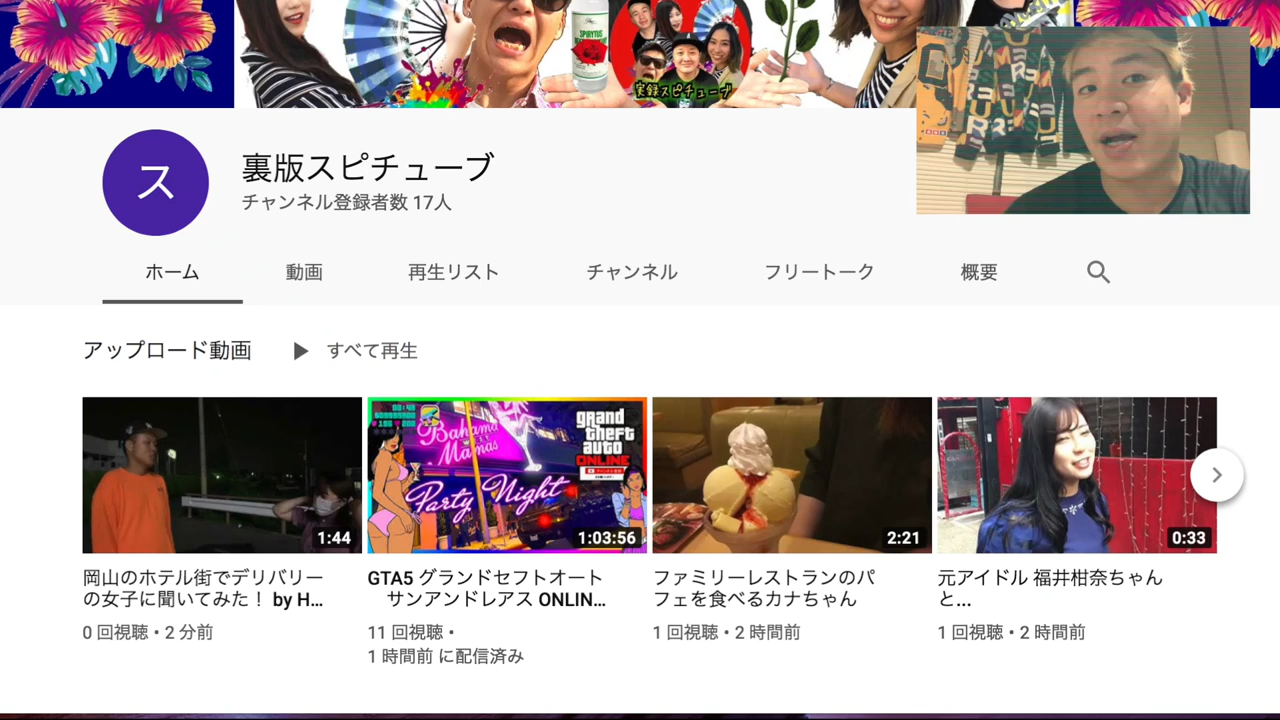 SPIRYTUS
実録スピチューブ
ス
裏版スピチューブ
チャンネル登録者数 17人
ホーム
動画
再生リスト
チャンネル
フリートーク
概要
アップロード動画
すべて再生
1:44
Bahama
Mamas
Party Night
grand
theft
auto
ONLINE
1:03:56
2:21
0:33
岡山のホテル街でデリバリー
の女子に聞いてみた！ by H...
0 回視聴・2 分前
GTA5 グランドセフトオート
サンアンドレアス ONLIN...
11 回視聴・
1 時間前 に配信済み
ファミリーレストランのパ
フェを食べるカナちゃん
1 回視聴・2 時間前
元アイドル 福井柑奈ちゃん
と...
1 回視聴・2 時間前